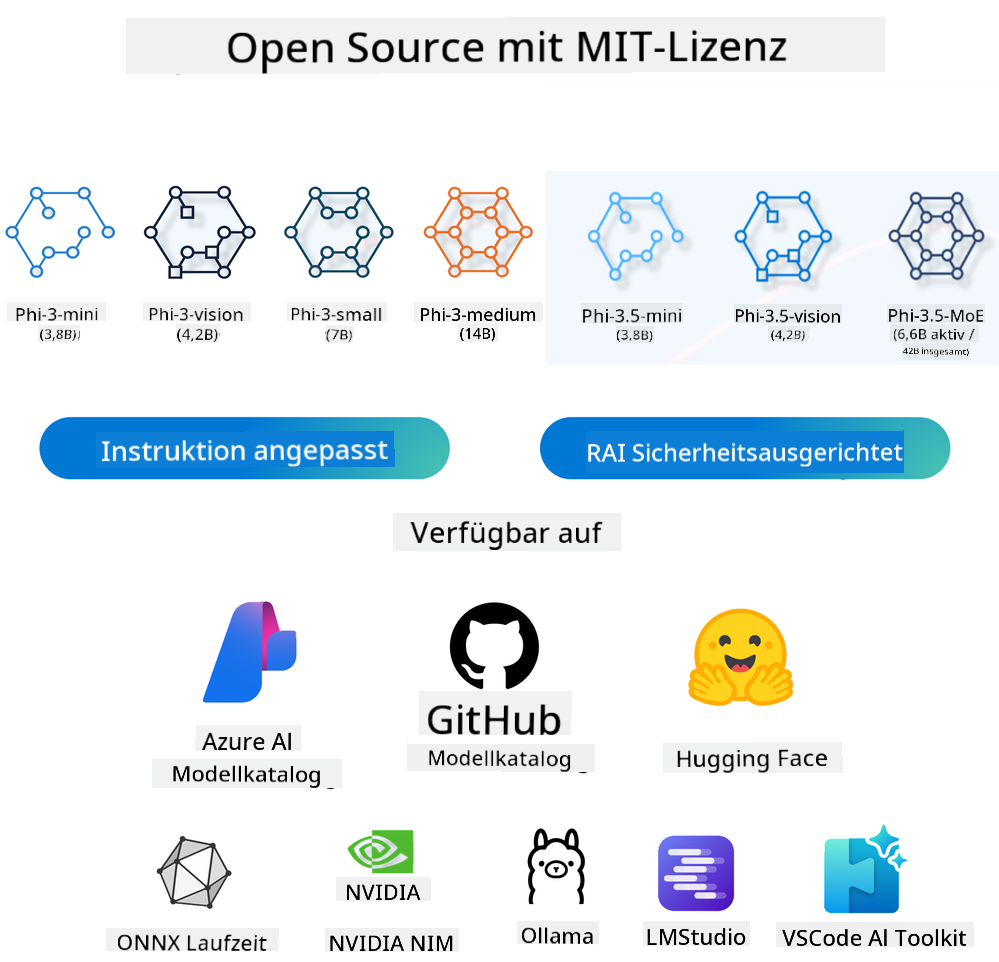 Open Source mit MIT-Lizenz
Phi-3-mini
(3,8B)
Phi-3-vision
(4,2B)
Phi-3-small
(7B)
Phi-3-medium
(14B)
Phi-3.5-mini
(3,8B)
Phi-3.5-vision
(4,2B)
Phi-3.5-MoE
(6,6B aktiv /
42B insgesamt)
Instruktion angepasst
RAI Sicherheitsausgerichtet
Verfügbar auf
Azure AI
Modellkatalog
GitHub
Modellkatalog
Hugging Face
ONNX Laufzeit
NVIDIA
NVIDIA NIM
Ollama
LMStudio
VSCode AI Toolkit